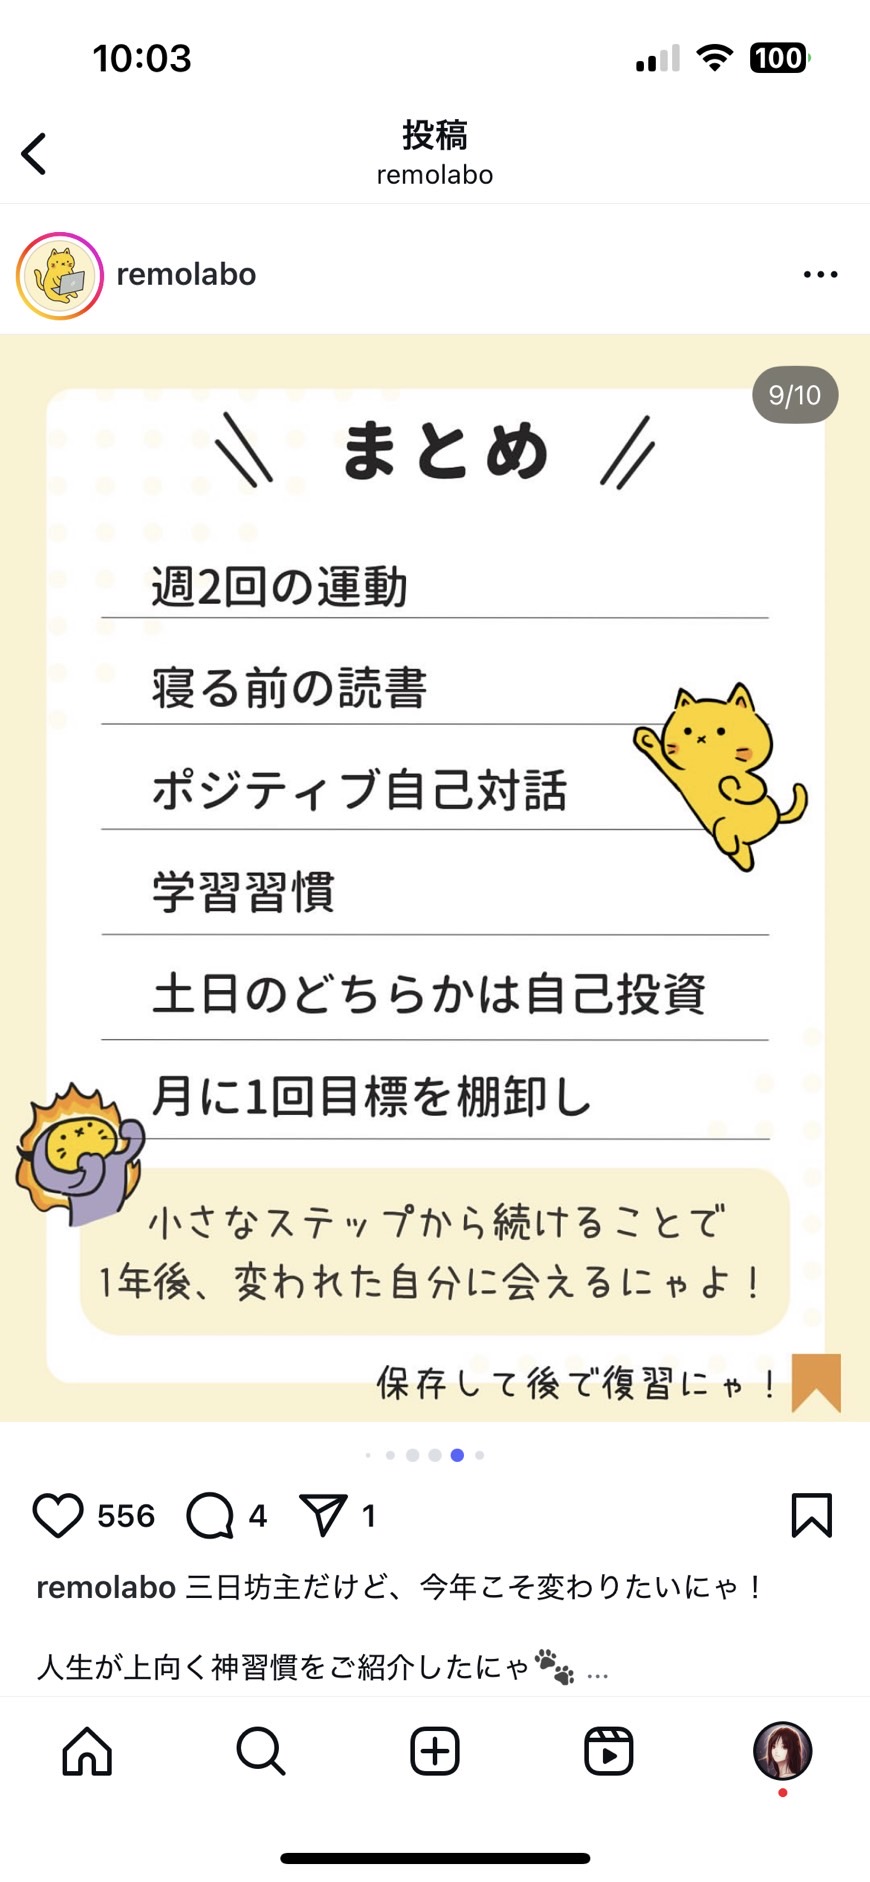 10:03
100
投稿
remolabo
remolabo
9/10
まとめ
週2回の運動
寝る前の読書
ポジティブ自己対話
学習習慣
土日のどちらかは自己投資
月に1回目標を棚卸し
小さなステップから続けることで
1年後、変われた自分に会えるにゃよ！
保存して後で復習にゃ！
556 4 1
remolabo 三日坊主だけど、今年こそ変わりたいにゃ！
人生が上向く神習慣をご紹介したにゃ🐾 ...